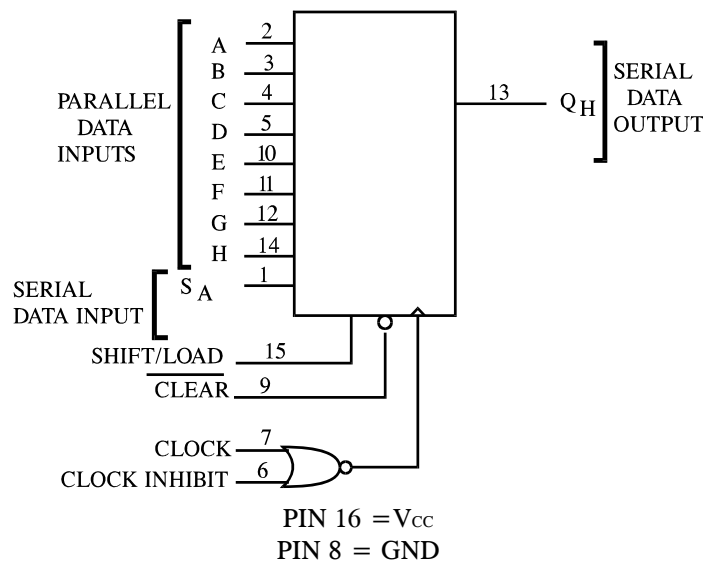 PARALLEL
DATA
INPUTS
A 2
B 3
C 4
D 5
E 10
F 11
G 12
H 14
SERIAL
DATA INPUT
S A 1
13 Q H
SERIAL
DATA
OUTPUT
SHIFT/LOAD 15
CLEAR 9
CLOCK 7
CLOCK INHIBIT 6
PIN 16 =VCC
PIN 8 = GND